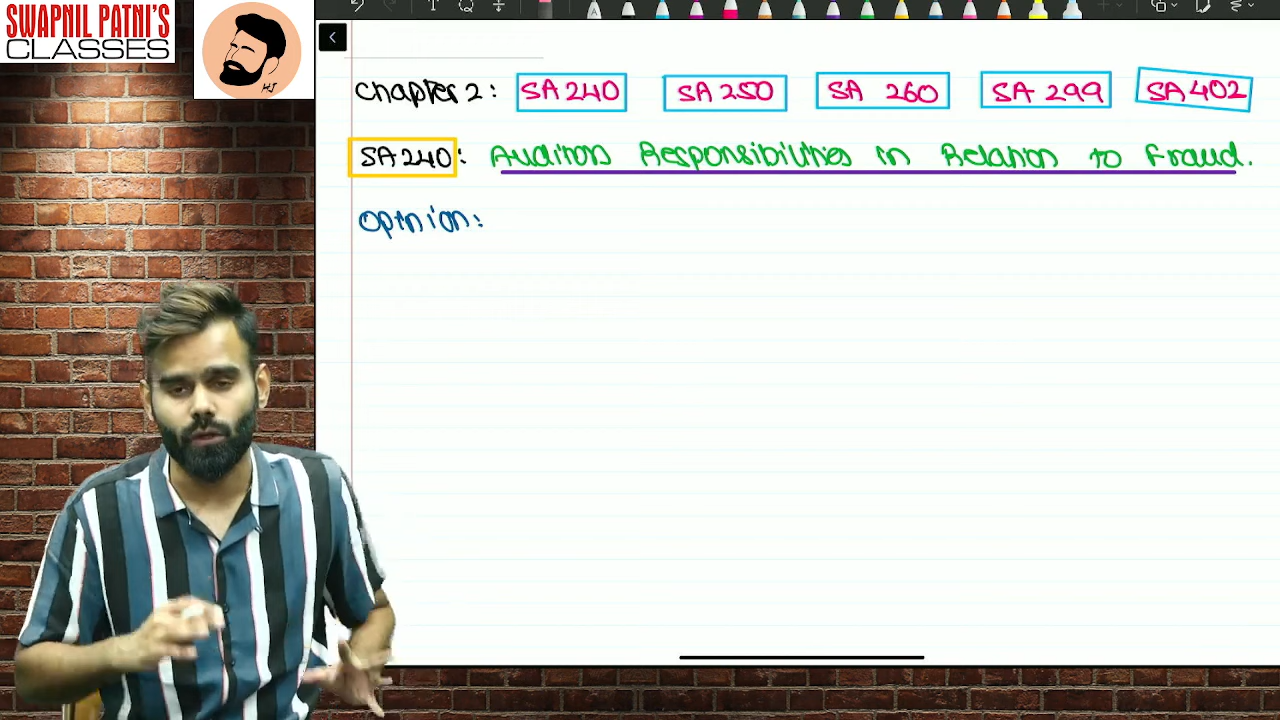 SWAPNIL PATNI'S
CLASSES
Chapter 2: SA 240 SA 250 SA 260 SA 299 SA 402
SA 240: Auditors Responsibilities in Relation to Fraud.
Opinion: